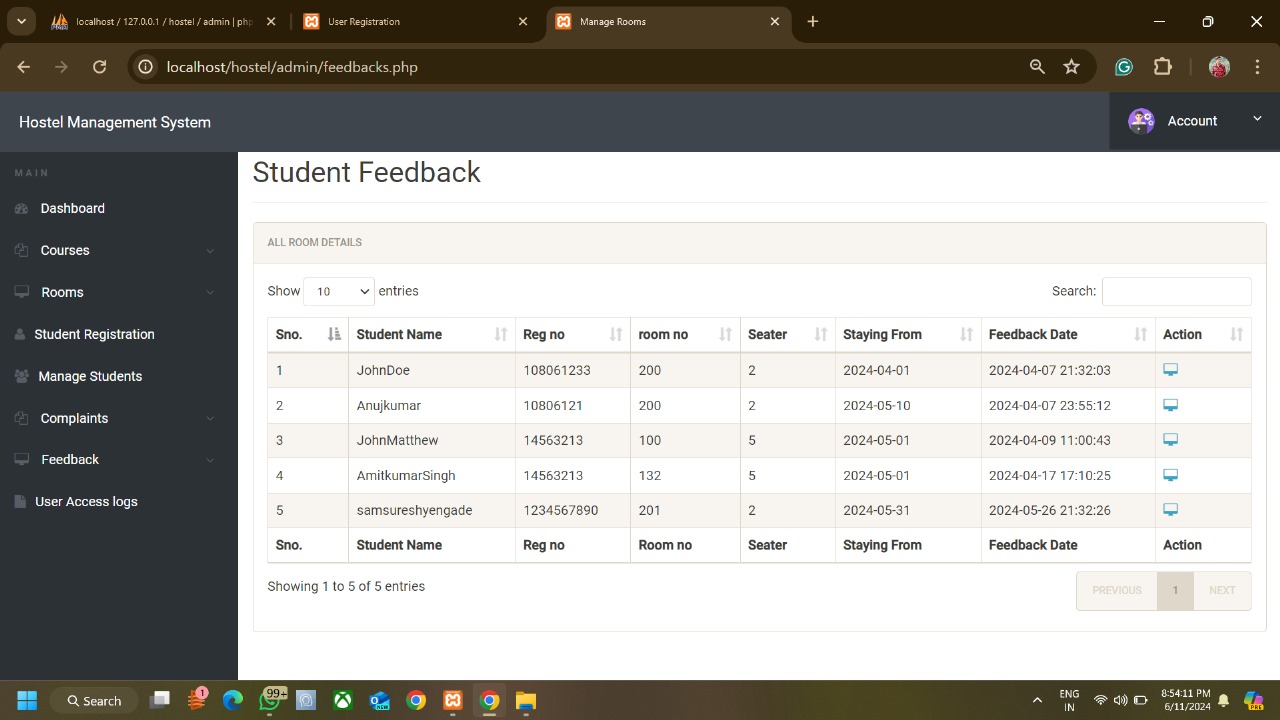 localhost / 127.0.0.1 / hostel / admin | php
User Registration
Manage Rooms
localhost/hostel/admin/feedbacks.php
Hostel Management System
Account
MAIN
Dashboard
Courses
Rooms
Student Registration
Manage Students
Complaints
Feedback
User Access logs
Student Feedback
ALL ROOM DETAILS
Show 10 entries
Search:
Sno. Student Name Reg no room no Seater Staying From Feedback Date Action
1 JohnDoe 108061233 200 2 2024-04-01 2024-04-07 21:32:03
2 Anujkumar 10806121 200 2 2024-05-10 2024-04-07 23:55:12
3 JohnMatthew 14563213 100 5 2024-05-01 2024-04-09 11:00:43
4 AmitkumarSingh 14563213 132 5 2024-05-01 2024-04-17 17:10:25
5 samsureshyengade 1234567890 201 2 2024-05-31 2024-05-26 21:32:26
Sno. Student Name Reg no Room no Seater Staying From Feedback Date Action
Showing 1 to 5 of 5 entries
PREVIOUS 1 NEXT
Search
1
99+
ENG
IN
8:54:11 PM
6/11/2024
PRE